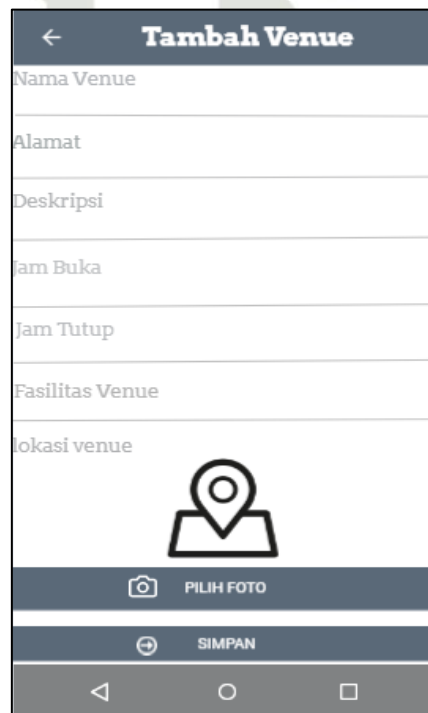 Tambah Venue
Nama Venue
Alamat
Deskripsi
Jam Buka
Jam Tutup
Fasilitas Venue
lokasi venue
PILIH FOTO
SIMPAN